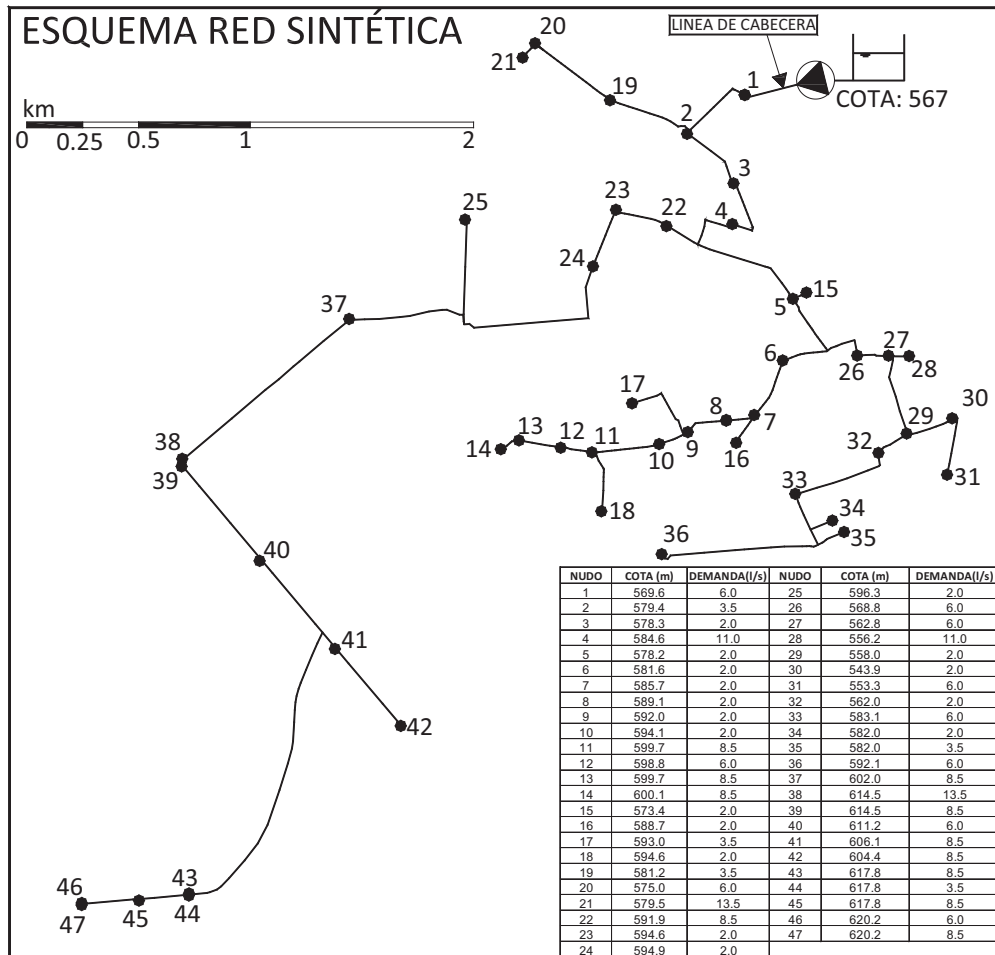 ESQUEMA RED SINTÉTICA
LINEA DE CABECERA
COTA: 567
km
0 0.25 0.5 1 2
20
21
19
1
2
3
4
23
22
25
24
15
5
37
6
26
27
28
17
8
7
30
13
12
11
10
9
16
29
32
14
38
39
31
33
18
34
35
36
40
41
42
43
44
45
46
47
NUDO COTA (m) DEMANDA(l/s) NUDO COTA (m) DEMANDA(l/s)
1 569.6 6.0 25 596.3 2.0
2 579.4 3.5 26 568.8 6.0
3 578.3 2.0 27 562.8 6.0
4 584.6 11.0 28 556.2 11.0
5 578.2 2.0 29 558.0 2.0
6 581.6 2.0 30 543.9 2.0
7 585.7 2.0 31 553.3 6.0
8 589.1 2.0 32 562.0 2.0
9 592.0 2.0 33 583.1 6.0
10 594.1 2.0 34 582.0 2.0
11 599.7 8.5 35 582.0 3.5
12 598.8 6.0 36 592.1 6.0
13 599.7 8.5 37 602.0 8.5
14 600.1 8.5 38 614.5 13.5
15 573.4 2.0 39 614.5 8.5
16 588.7 2.0 40 611.2 6.0
17 593.0 3.5 41 606.1 8.5
18 594.6 2.0 42 604.4 8.5
19 581.2 3.5 43 617.8 8.5
20 575.0 6.0 44 617.8 3.5
21 579.5 13.5 45 617.8 8.5
22 591.9 8.5 46 620.2 6.0
23 594.6 2.0 47 620.2 8.5
24 594.9 2.0